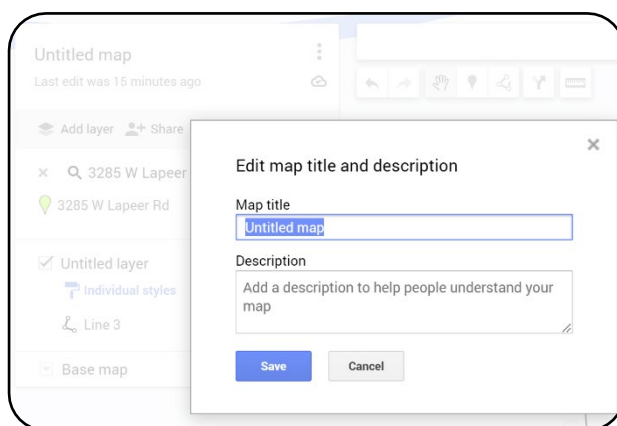 Untitled map
Last edit was 15 minutes ago
Add layer Share
3285 W Lapeer
3285 W Lapeer Rd
Untitled layer
Individual styles
Line 3
Base map
Edit map title and description
Map title
Untitled map
Description
Add a description to help people understand your
map
Save Cancel